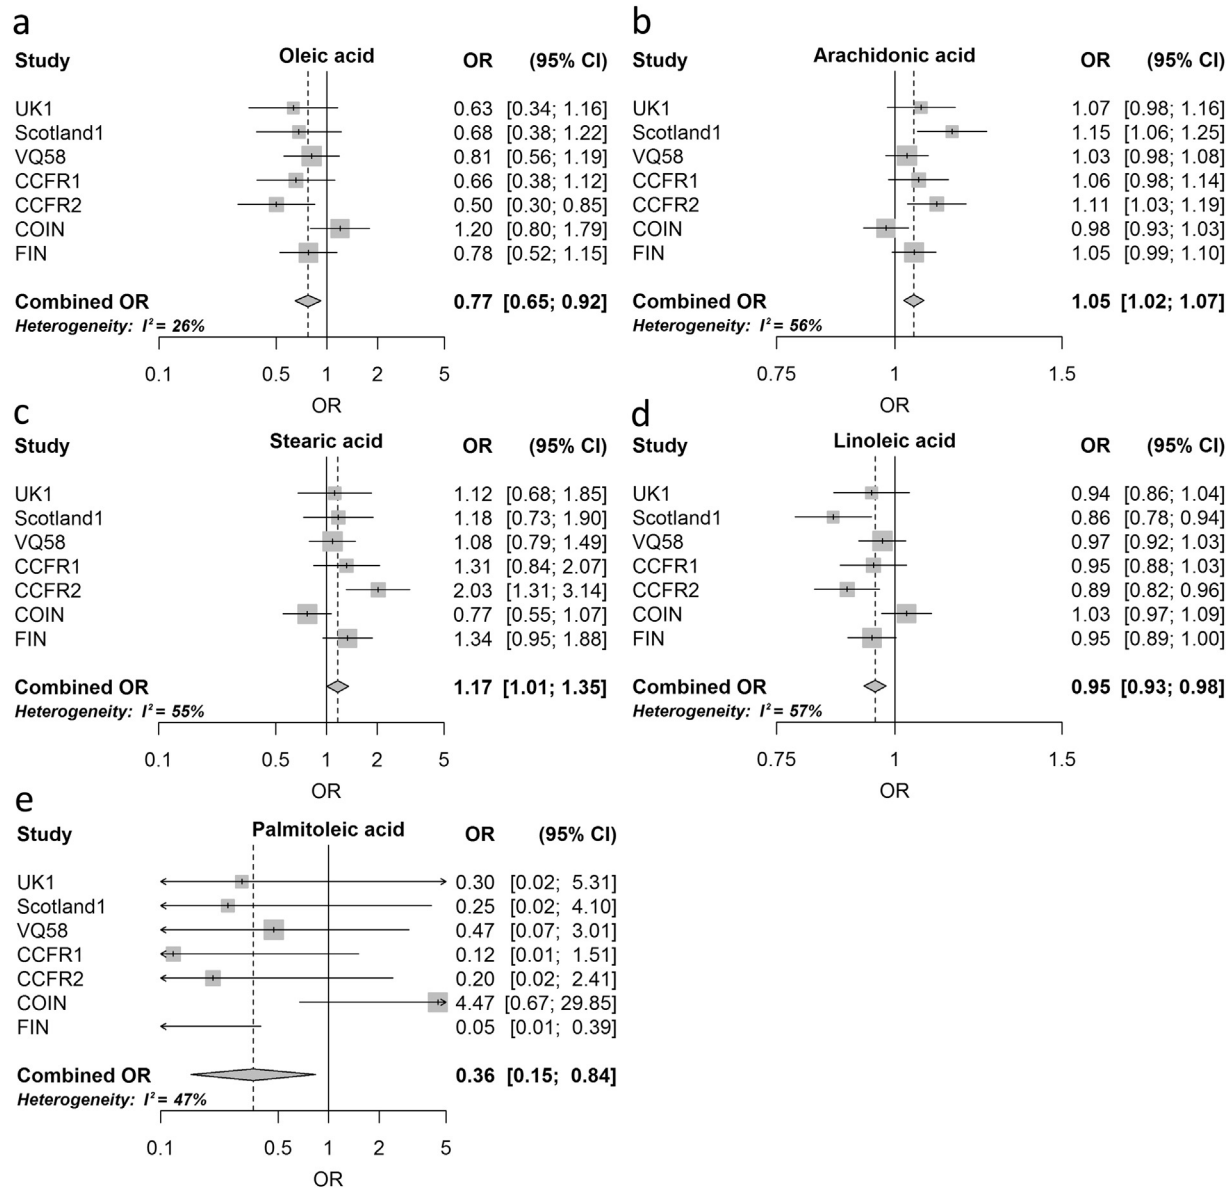 a
Study Oleic acid OR (95% CI)
UK1 0.63 [0.34; 1.16]
Scotland1 0.68 [0.38; 1.22]
VQ58 0.81 [0.56; 1.19]
CCFR1 0.66 [0.38; 1.12]
CCFR2 0.50 [0.30; 0.85]
COIN 1.20 [0.80; 1.79]
FIN 0.78 [0.52; 1.15]
Combined OR 0.77 [0.65; 0.92]
Heterogeneity: I² = 26%
0.1 0.5 1 2 5
OR
b
Study Arachidonic acid OR (95% CI)
UK1 1.07 [0.98; 1.16]
Scotland1 1.15 [1.06; 1.25]
VQ58 1.03 [0.98; 1.08]
CCFR1 1.06 [0.98; 1.14]
CCFR2 1.11 [1.03; 1.19]
COIN 0.98 [0.93; 1.03]
FIN 1.05 [0.99; 1.10]
Combined OR 1.05 [1.02; 1.07]
Heterogeneity: I² = 56%
0.75 1 1.5
OR
c
Study Stearic acid OR (95% CI)
UK1 1.12 [0.68; 1.85]
Scotland1 1.18 [0.73; 1.90]
VQ58 1.08 [0.79; 1.49]
CCFR1 1.31 [0.84; 2.07]
CCFR2 2.03 [1.31; 3.14]
COIN 0.77 [0.55; 1.07]
FIN 1.34 [0.95; 1.88]
Combined OR 1.17 [1.01; 1.35]
Heterogeneity: I² = 55%
0.1 0.5 1 2 5
OR
d
Study Linoleic acid OR (95% CI)
UK1 0.94 [0.86; 1.04]
Scotland1 0.86 [0.78; 0.94]
VQ58 0.97 [0.92; 1.03]
CCFR1 0.95 [0.88; 1.03]
CCFR2 0.89 [0.82; 0.96]
COIN 1.03 [0.97; 1.09]
FIN 0.95 [0.89; 1.00]
Combined OR 0.95 [0.93; 0.98]
Heterogeneity: I² = 57%
0.75 1 1.5
OR
e
Study Palmitoleic acid OR (95% CI)
UK1 0.30 [0.02; 5.31]
Scotland1 0.25 [0.02; 4.10]
VQ58 0.47 [0.07; 3.01]
CCFR1 0.12 [0.01; 1.51]
CCFR2 0.20 [0.02; 2.41]
COIN 4.47 [0.67; 29.85]
FIN 0.05 [0.01; 0.39]
Combined OR 0.36 [0.15; 0.84]
Heterogeneity: I² = 47%
0.1 0.5 1 2 5
OR